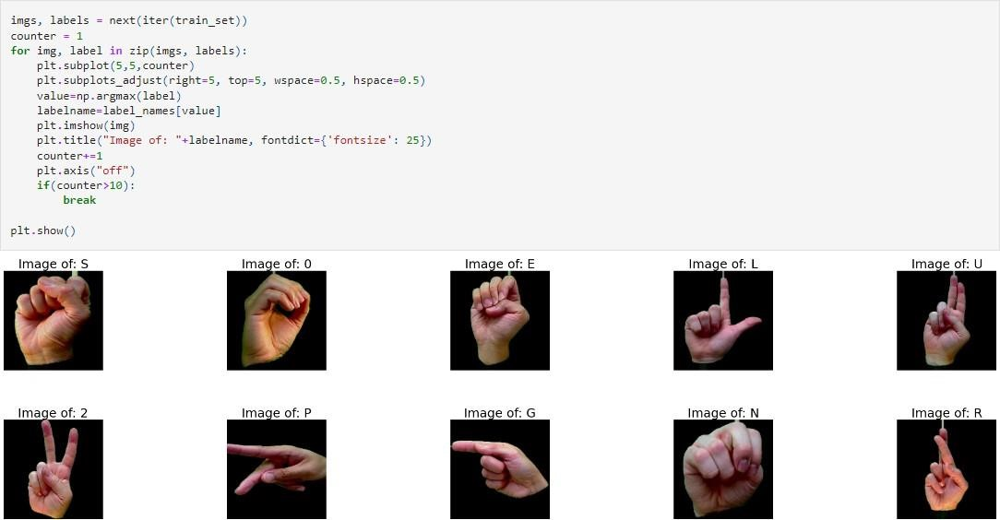 imgs, labels = next(iter(train_set))
counter = 1
for img, label in zip(imgs, labels):
    plt.subplot(5,5,counter)
    plt.subplots_adjust(right=5, top=5, wspace=0.5, hspace=0.5)
    value=np.argmax(label)
    labelname=label_names[value]
    plt.imshow(img)
    plt.title("Image of: "+labelname, fontdict={'fontsize': 25})
    counter+=1
    plt.axis("off")
    if(counter>10):
        break
plt.show()
Image of: S Image of: 0 Image of: E Image of: L Image of: U
Image of: 2 Image of: P Image of: G Image of: N Image of: R